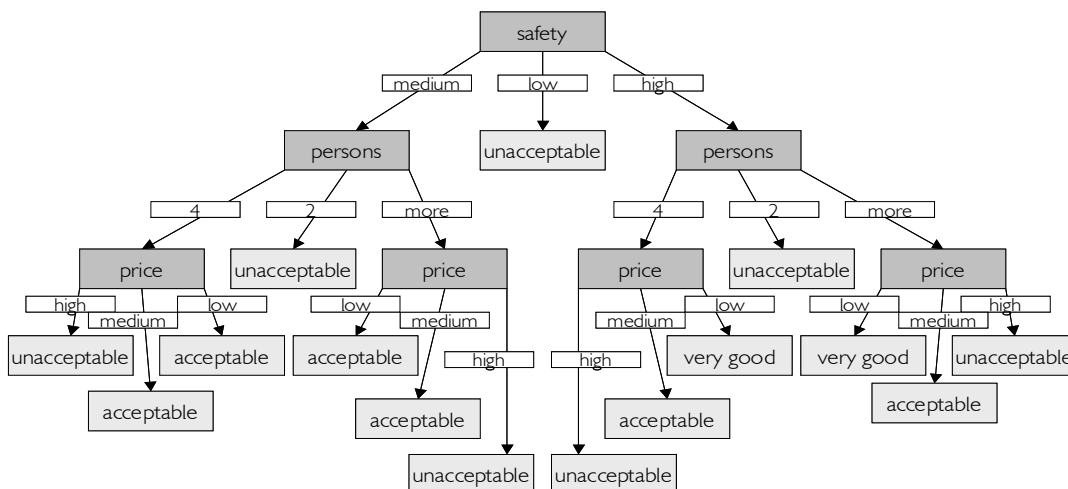 safety
medium
low
high
persons
unacceptable
persons
4
2
more
4
2
more
price
unacceptable
price
price
unacceptable
price
high
medium
low
low
medium
high
high
medium
low
low
medium
high
unacceptable
acceptable
acceptable
very good
very good
unacceptable
acceptable
acceptable
acceptable
acceptable
unacceptable
unacceptable